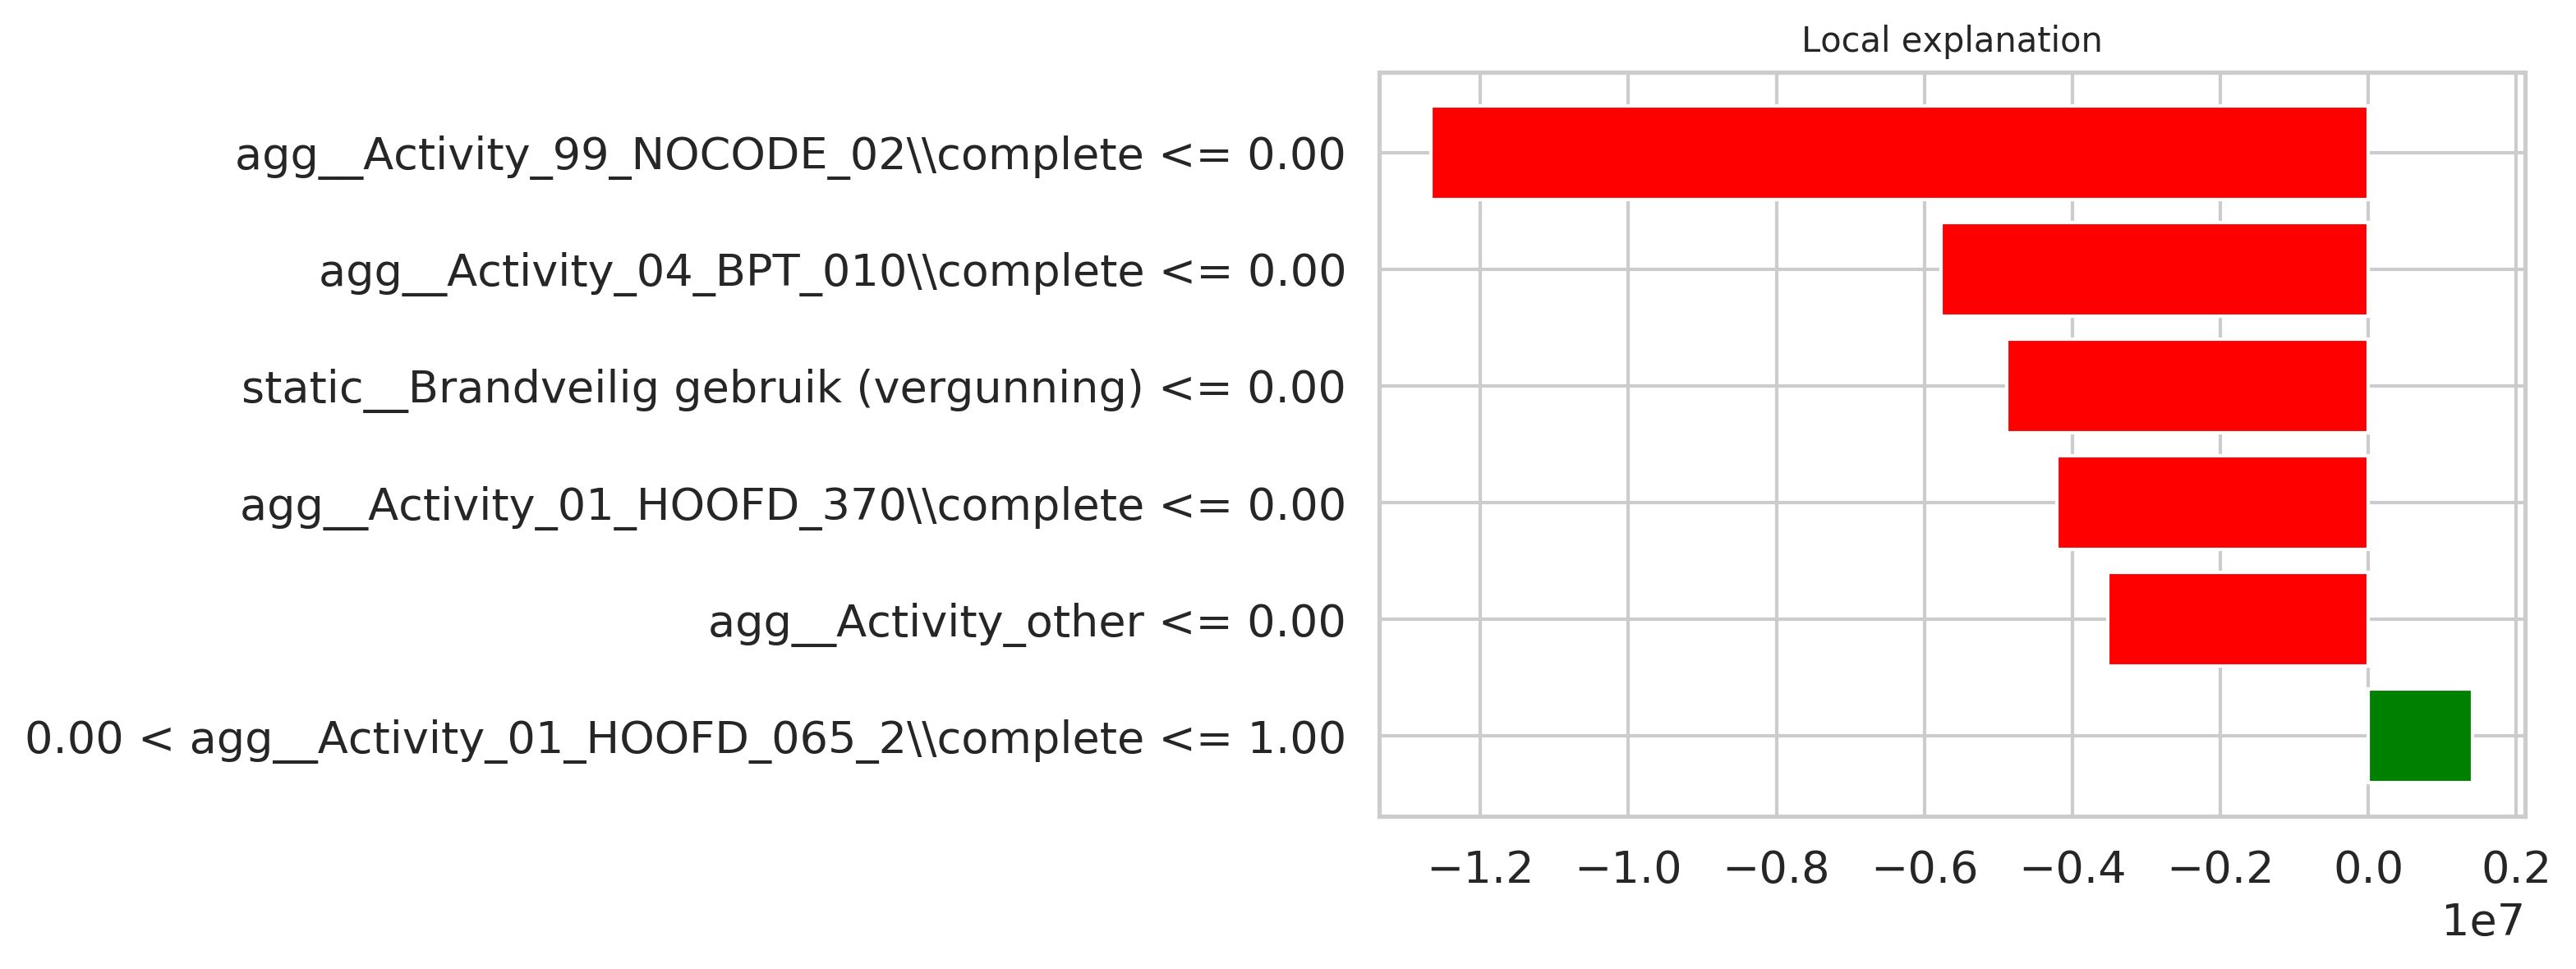 Local explanation
agg__Activity_99_NOCODE_02\\complete <= 0.00
agg__Activity_04_BPT_010\\complete <= 0.00
static__Brandveilig gebruik (vergunning) <= 0.00
agg__Activity_01_HOOFD_370\\complete <= 0.00
agg__Activity_other <= 0.00
0.00 < agg__Activity_01_HOOFD_065_2\\complete <= 1.00
−1.2 −1.0 −0.8 −0.6 −0.4 −0.2 0.0 0.2
1e7